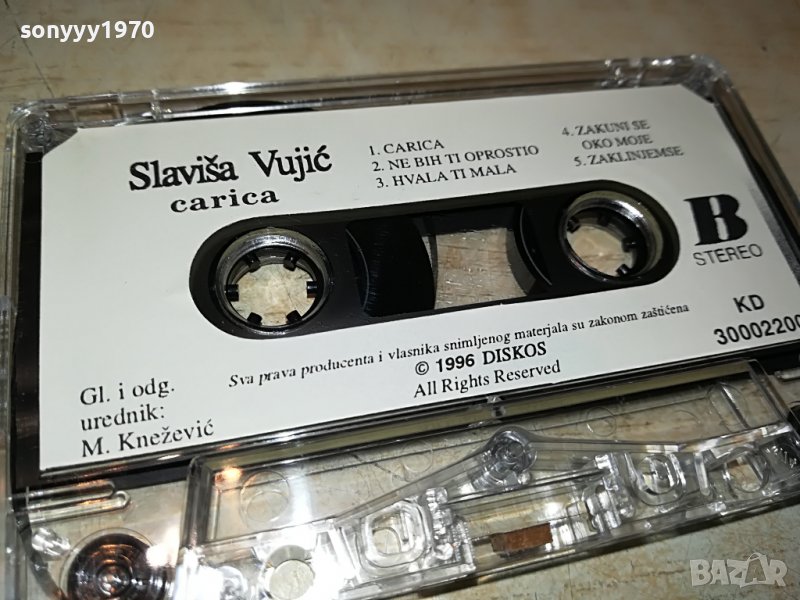 sonyyy1970
Slaviša Vujić
carica
1. CARICA
2. NE BIH TI OPROSTIO
3. HVALA TI MALA
4. ZAKUNI SE
OKO MOJE
5. ZAKLINJEMSE
B
STEREO
KD
30002200
Sva prava producenta i vlasnika snimljenog materjala su zakonom zaštićena
© 1996 DISKOS
All Rights Reserved
Gl. i odg.
urednik:
M. Knežević
BAZAR